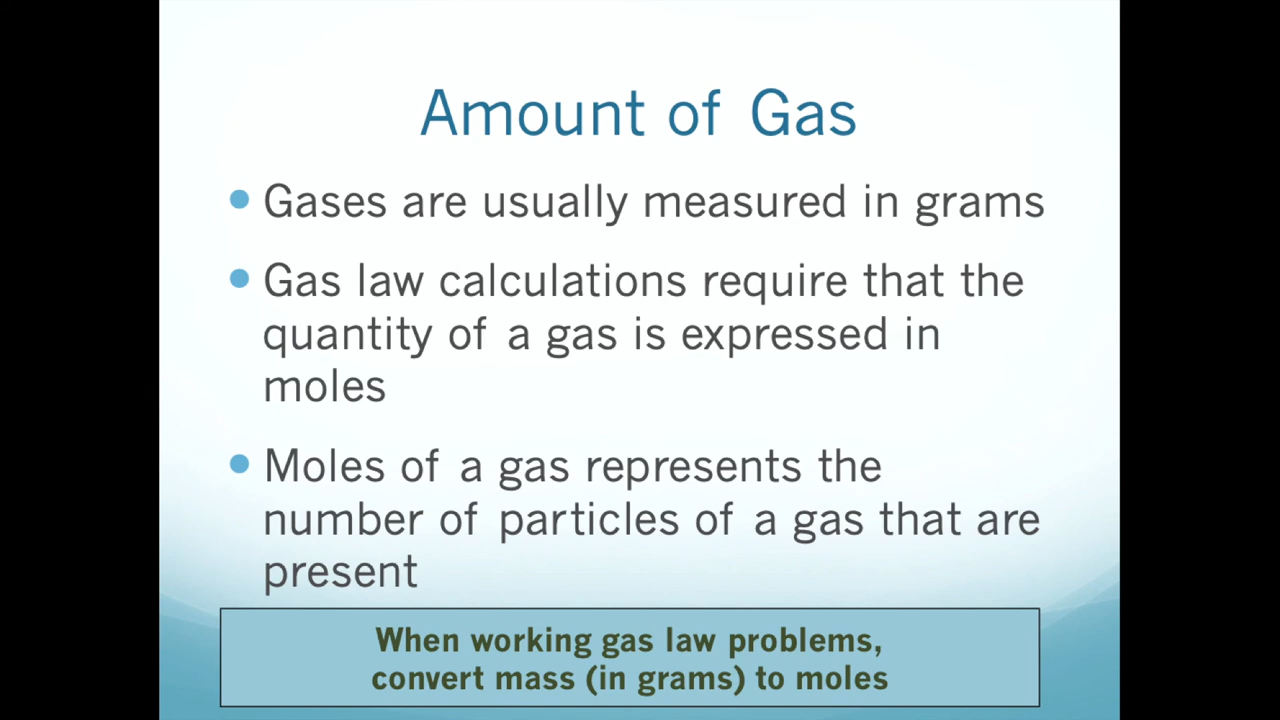 Amount of Gas
Gases are usually measured in grams
Gas law calculations require that the
quantity of a gas is expressed in
moles
Moles of a gas represents the
number of particles of a gas that are
present
When working gas law problems,
convert mass (in grams) to moles